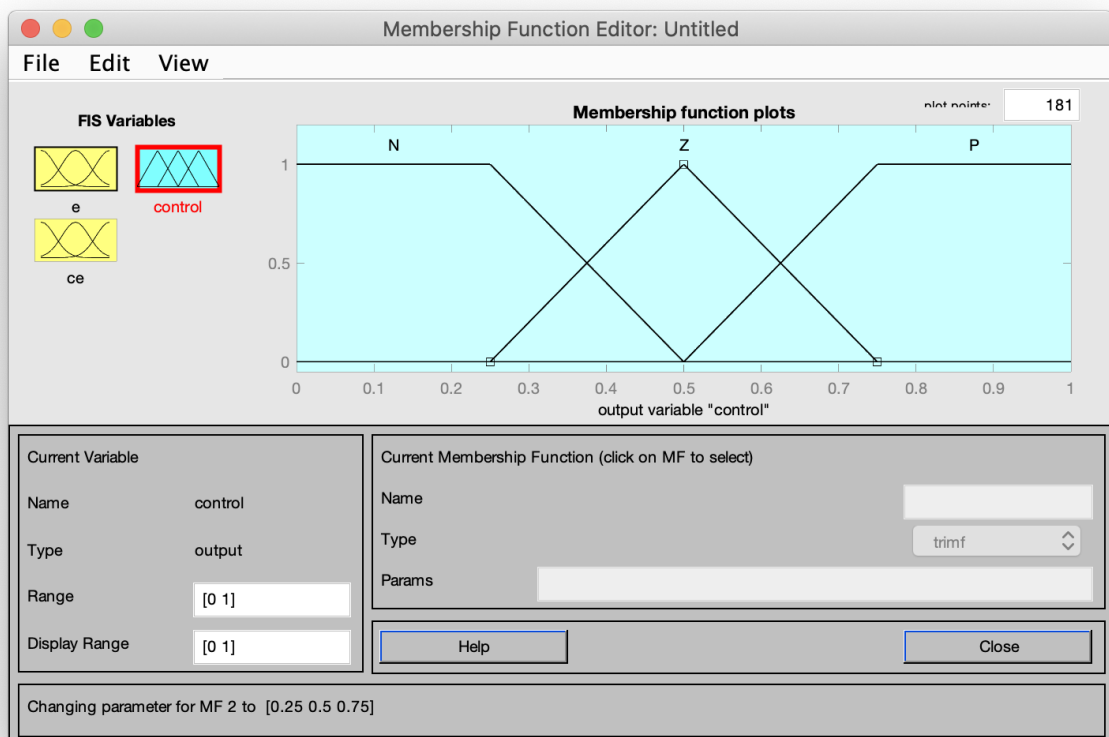 Membership Function Editor: Untitled
File Edit View
FIS Variables
e
control
ce
Membership function plots
plot points:
181
N
Z
P
1
0.5
0
0 0.1 0.2 0.3 0.4 0.5 0.6 0.7 0.8 0.9 1
output variable "control"
Current Variable
Name control
Type output
Range [0 1]
Display Range [0 1]
Current Membership Function (click on MF to select)
Name
Type trimf
Params
Help
Close
Changing parameter for MF 2 to [0.25 0.5 0.75]